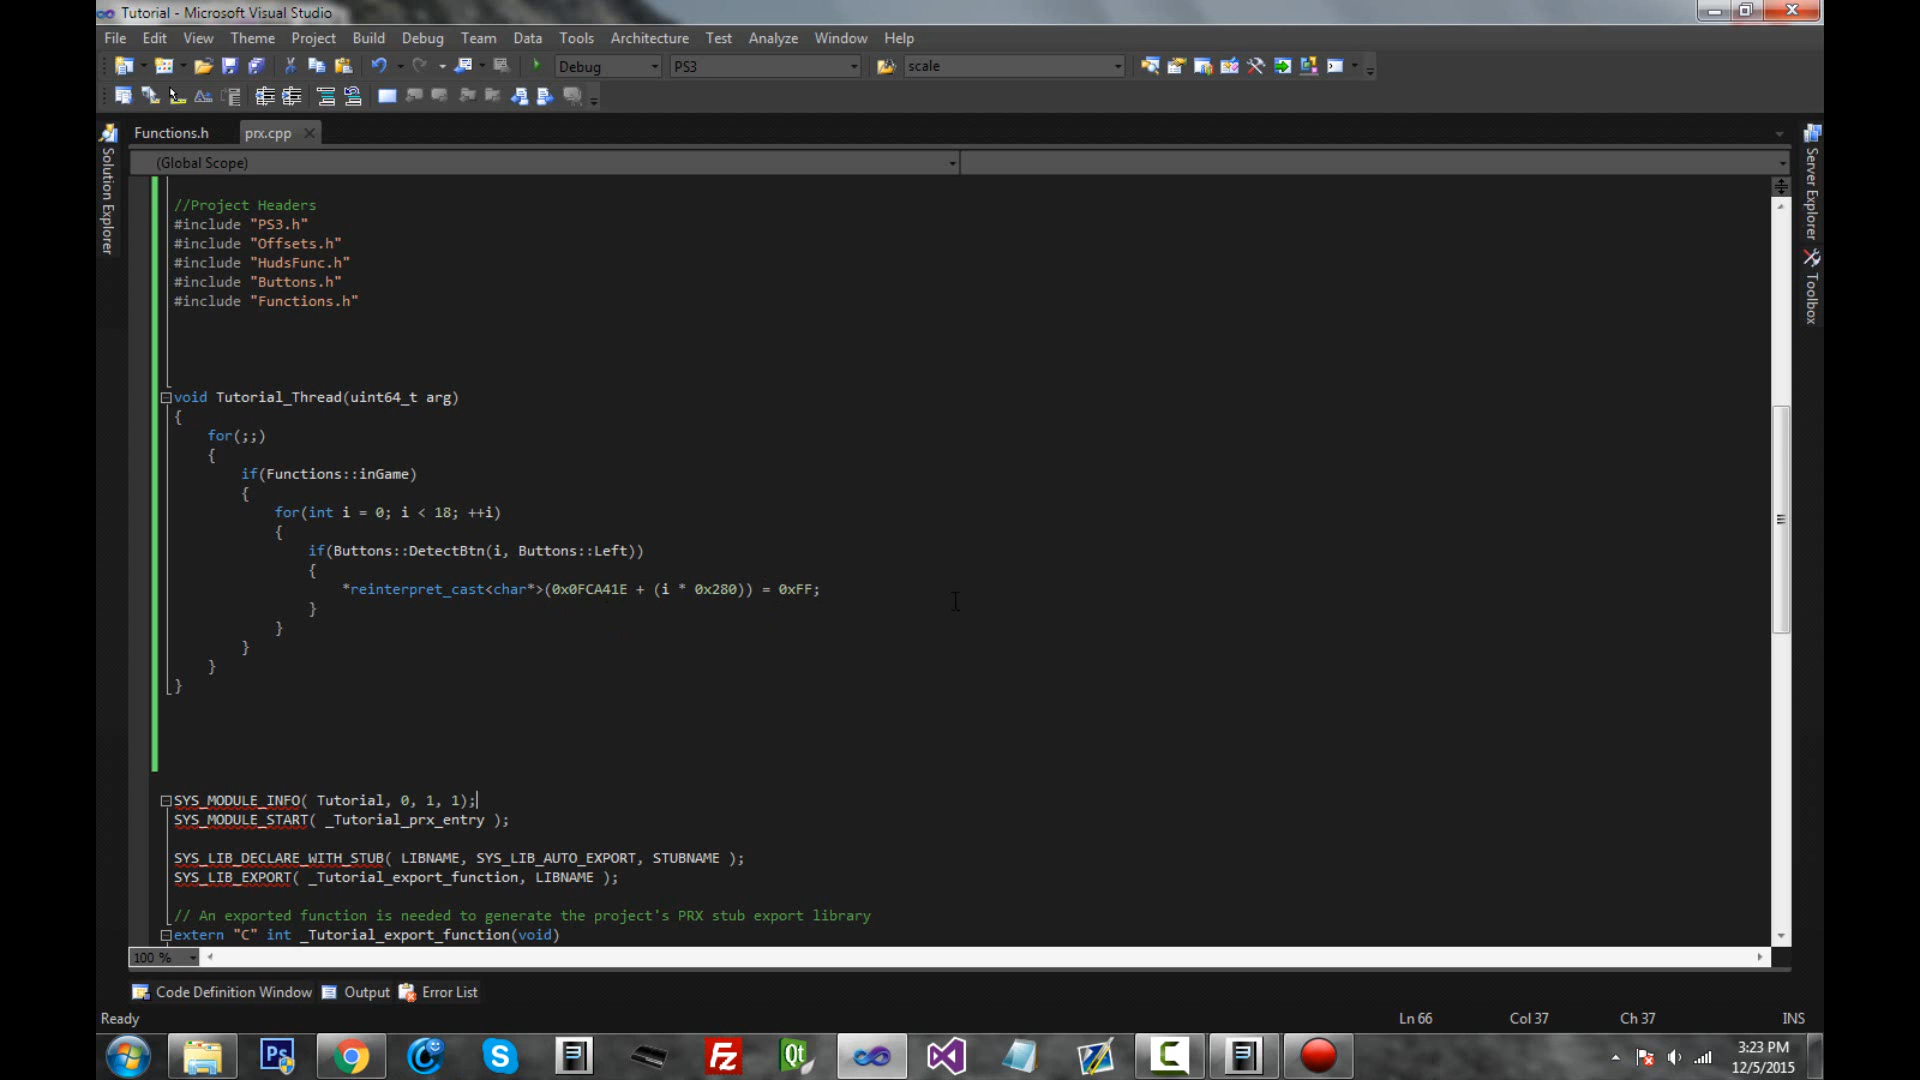 Tutorial - Microsoft Visual Studio
File Edit View Theme Project Build Debug Team Data Tools Architecture Test Analyze Window Help
Debug PS3 scale
Functions.h prx.cpp
(Global Scope)
Solution Explorer
Server Explorer
Toolbox
//Project Headers
#include "PS3.h"
#include "Offsets.h"
#include "HudsFunc.h"
#include "Buttons.h"
#include "Functions.h"
void Tutorial_Thread(uint64_t arg)
{
for(;;)
{
if(Functions::inGame)
{
for(int i = 0; i < 18; ++i)
{
if(Buttons::DetectBtn(i, Buttons::Left))
{
*reinterpret_cast<char*>(0x0FCA41E + (i * 0x280)) = 0xFF;
}
}
}
}
}
SYS_MODULE_INFO( Tutorial, 0, 1, 1);
SYS_MODULE_START( _Tutorial_prx_entry );
SYS_LIB_DECLARE_WITH_STUB( LIBNAME, SYS_LIB_AUTO_EXPORT, STUBNAME );
SYS_LIB_EXPORT( _Tutorial_export_function, LIBNAME );
// An exported function is needed to generate the project's PRX stub export library
extern "C" int _Tutorial_export_function(void)
100 %
Code Definition Window Output Error List
Ready Ln 66 Col 37 Ch 37 INS
Ps S Fz Qt C
3:23 PM
12/5/2015